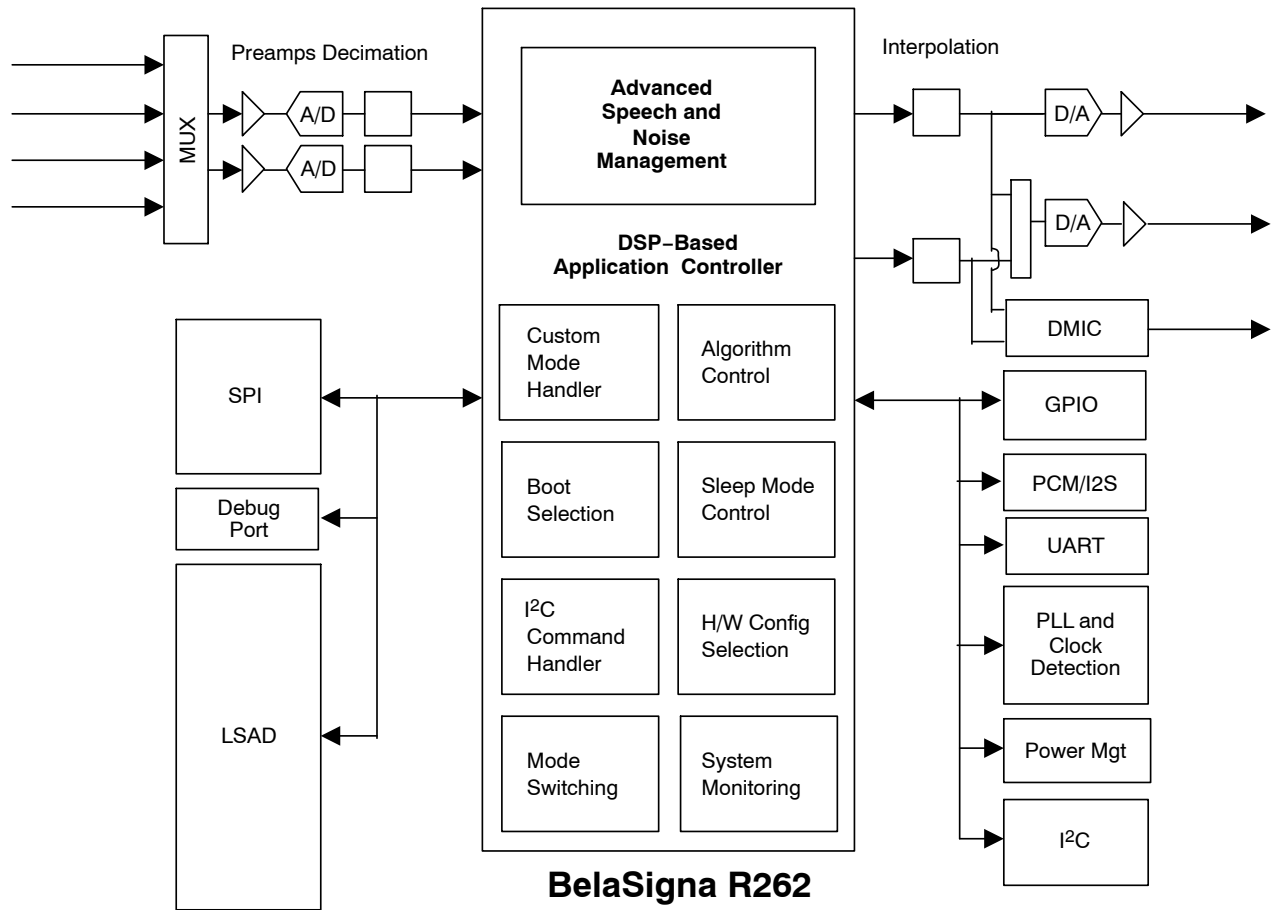 Preamps Decimation
Interpolation
MUX
A/D
A/D
Advanced
Speech and
Noise
Management
DSP−Based
Application Controller
D/A
D/A
DMIC
SPI
Debug
Port
LSAD
Custom
Mode
Handler
Algorithm
Control
Boot
Selection
Sleep Mode
Control
I²C
Command
Handler
H/W Config
Selection
Mode
Switching
System
Monitoring
GPIO
PCM/I2S
UART
PLL and
Clock
Detection
Power Mgt
I²C
BelaSigna R262